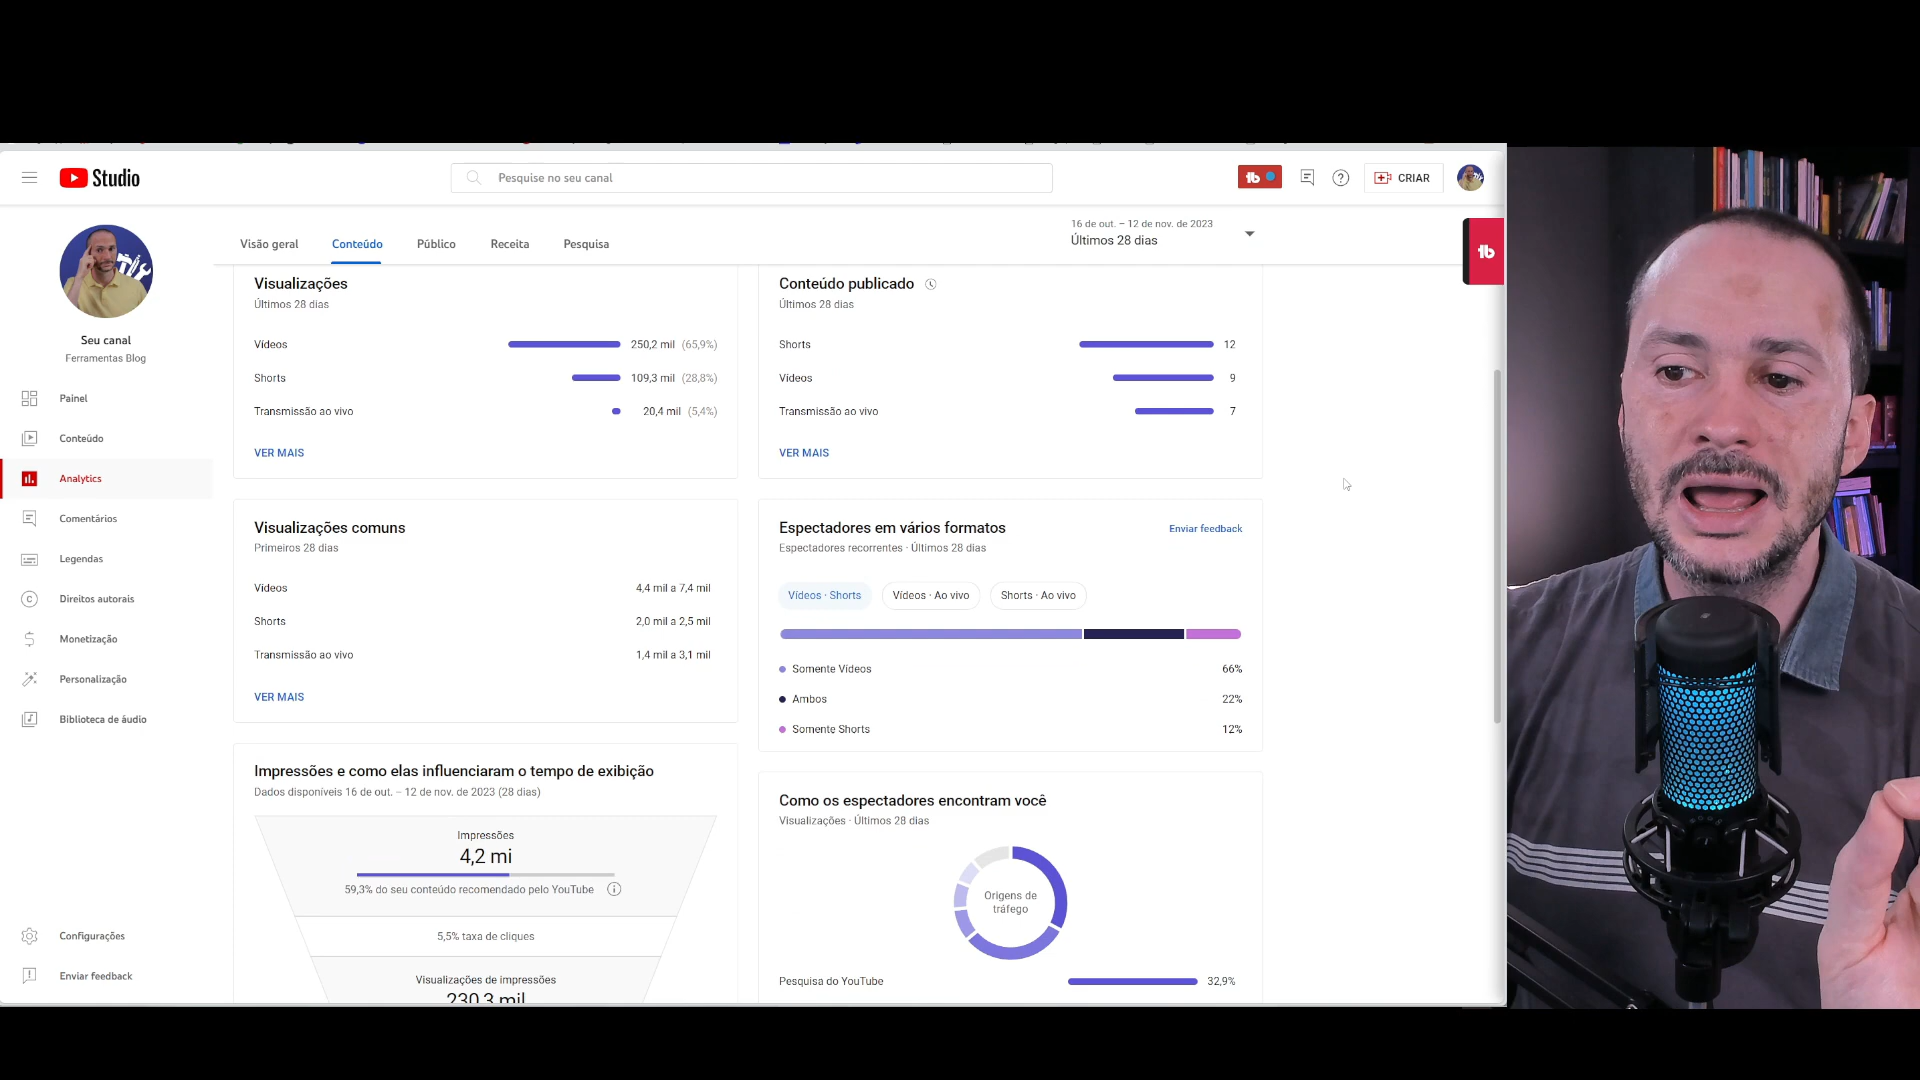 Studio
Pesquise no seu canal
CRIAR
Seu canal
Ferramentas Blog
Painel
Conteúdo
Analytics
Comentários
Legendas
Direitos autorais
Monetização
Personalização
Biblioteca de áudio
Configurações
Enviar feedback
Visão geral
Conteúdo
Público
Receita
Pesquisa
16 de out. – 12 de nov. de 2023
Últimos 28 dias
Visualizações
Últimos 28 dias
Vídeos 250,2 mil (65,9%)
Shorts 109,3 mil (28,8%)
Transmissão ao vivo 20,4 mil (5,4%)
VER MAIS
Conteúdo publicado
Últimos 28 dias
Shorts 12
Vídeos 9
Transmissão ao vivo 7
VER MAIS
Visualizações comuns
Primeiros 28 dias
Vídeos 4,4 mil a 7,4 mil
Shorts 2,0 mil a 2,5 mil
Transmissão ao vivo 1,4 mil a 3,1 mil
VER MAIS
Espectadores em vários formatos
Enviar feedback
Espectadores recorrentes · Últimos 28 dias
Vídeos · Shorts
Vídeos · Ao vivo
Shorts · Ao vivo
Somente Vídeos 66%
Ambos 22%
Somente Shorts 12%
Impressões e como elas influenciaram o tempo de exibição
Dados disponíveis 16 de out. – 12 de nov. de 2023 (28 dias)
Impressões
4,2 mi
59,3% do seu conteúdo recomendado pelo YouTube
5,5% taxa de cliques
Visualizações de impressões
230,3 mil
Como os espectadores encontram você
Visualizações · Últimos 28 dias
Origens de
tráfego
Pesquisa do YouTube 32,9%